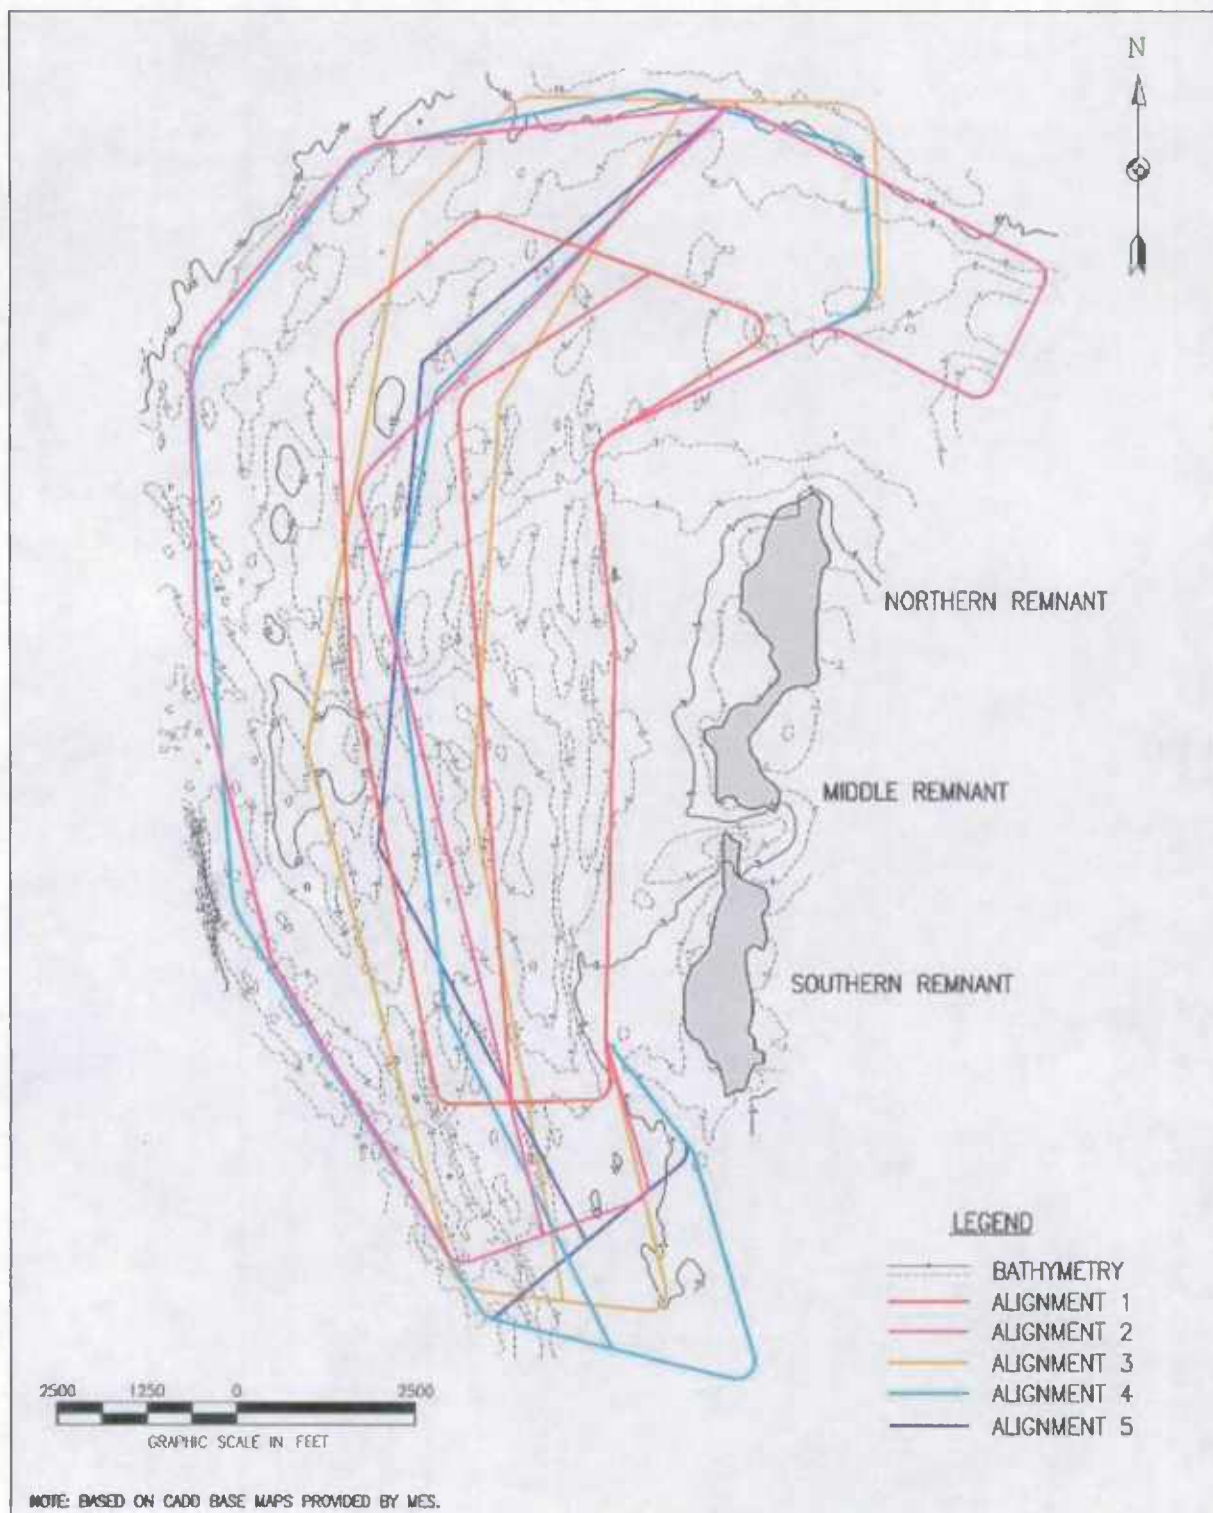 N
NORTHERN REMNANT
MIDDLE REMNANT
SOUTHERN REMNANT
LEGEND
BATHYMETRY
ALIGNMENT 1
ALIGNMENT 2
ALIGNMENT 3
ALIGNMENT 4
ALIGNMENT 5
2500 1250 0 2500
GRAPHIC SCALE IN FEET
NOTE: BASED ON CADD BASE MAPS PROVIDED BY MES.